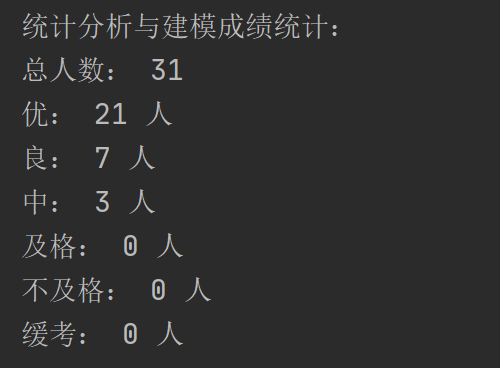 统计分析与建模成绩统计：
总人数： 31
优： 21 人
良： 7 人
中： 3 人
及格： 0 人
不及格： 0 人
缓考： 0 人